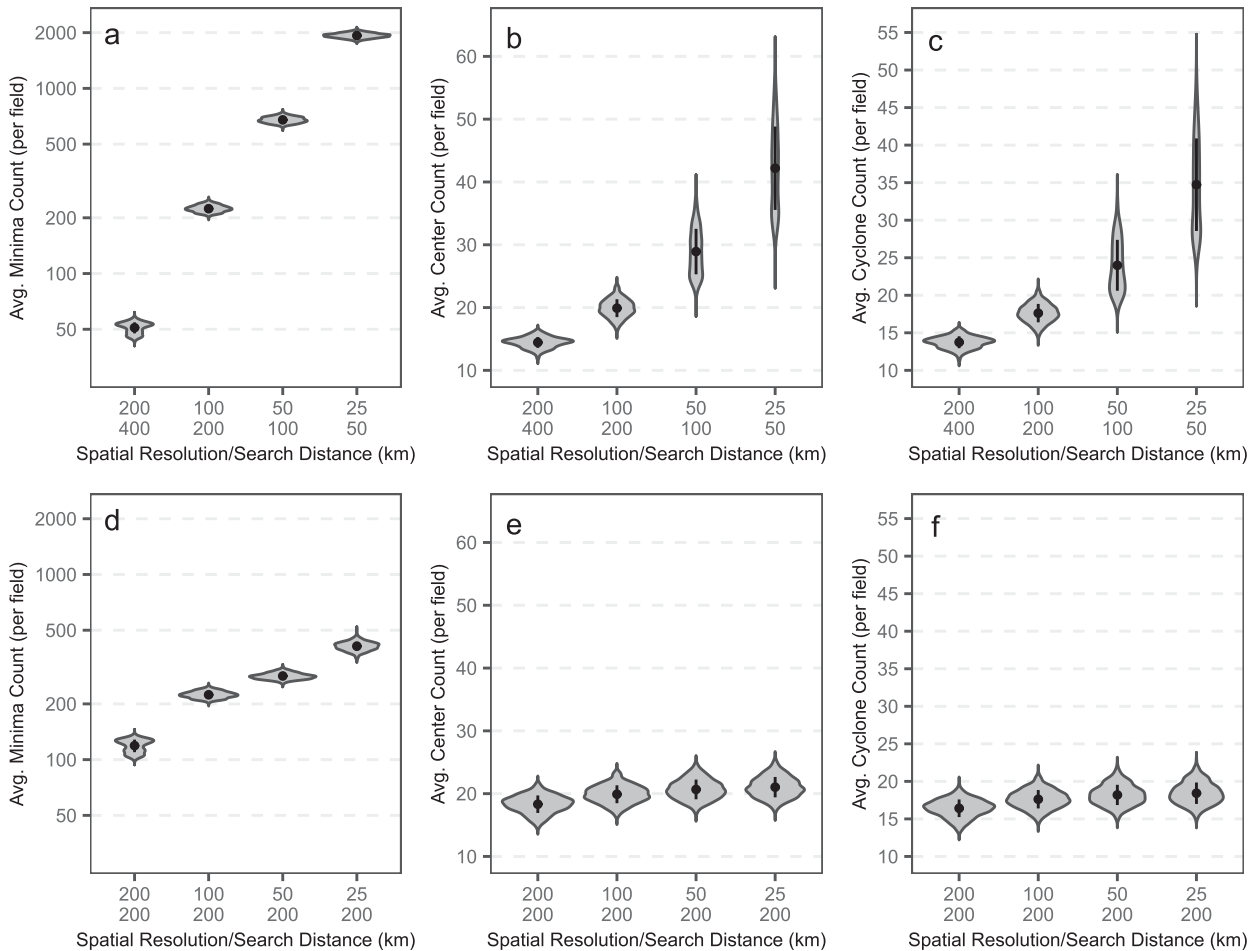 a
Avg. Minima Count (per field)
2000
1000
500
200
100
50
200 100 50 25
400 200 100 50
Spatial Resolution/Search Distance (km)
b
Avg. Center Count (per field)
60
50
40
30
20
10
200 100 50 25
400 200 100 50
Spatial Resolution/Search Distance (km)
c
Avg. Cyclone Count (per field)
55
50
45
40
35
30
25
20
15
10
200 100 50 25
400 200 100 50
Spatial Resolution/Search Distance (km)
d
Avg. Minima Count (per field)
2000
1000
500
200
100
50
200 100 50 25
200 200 200 200
Spatial Resolution/Search Distance (km)
e
Avg. Center Count (per field)
60
50
40
30
20
10
200 100 50 25
200 200 200 200
Spatial Resolution/Search Distance (km)
f
Avg. Cyclone Count (per field)
55
50
45
40
35
30
25
20
15
10
200 100 50 25
200 200 200 200
Spatial Resolution/Search Distance (km)